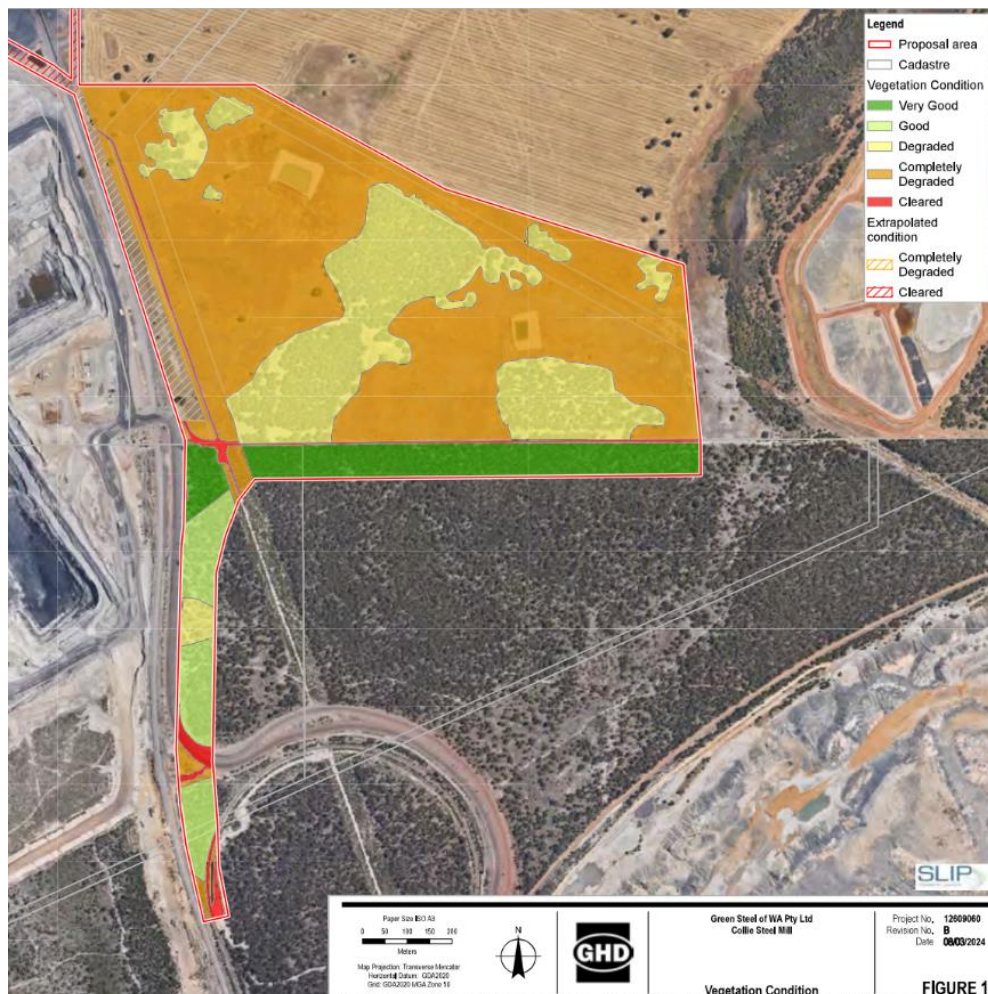 Legend
Proposal area
Cadastre
Vegetation Condition
Very Good
Good
Degraded
Completely
Degraded
Cleared
Extrapolated
condition
Completely
Degraded
Cleared
SLIP
Paper Size ISO A3
0 50 100 150 200
Meters
Map Projection: Transverse Mercator
Horizontal Datum: GDA2020
Grid: GDA2020 MGA Zone 50
N
GHD
Green Steel of WA Pty Ltd
Collie Steel Mill
Vegetation Condition
Project No. 12609060
Revision No. B
Date 08/03/2024
FIGURE 1